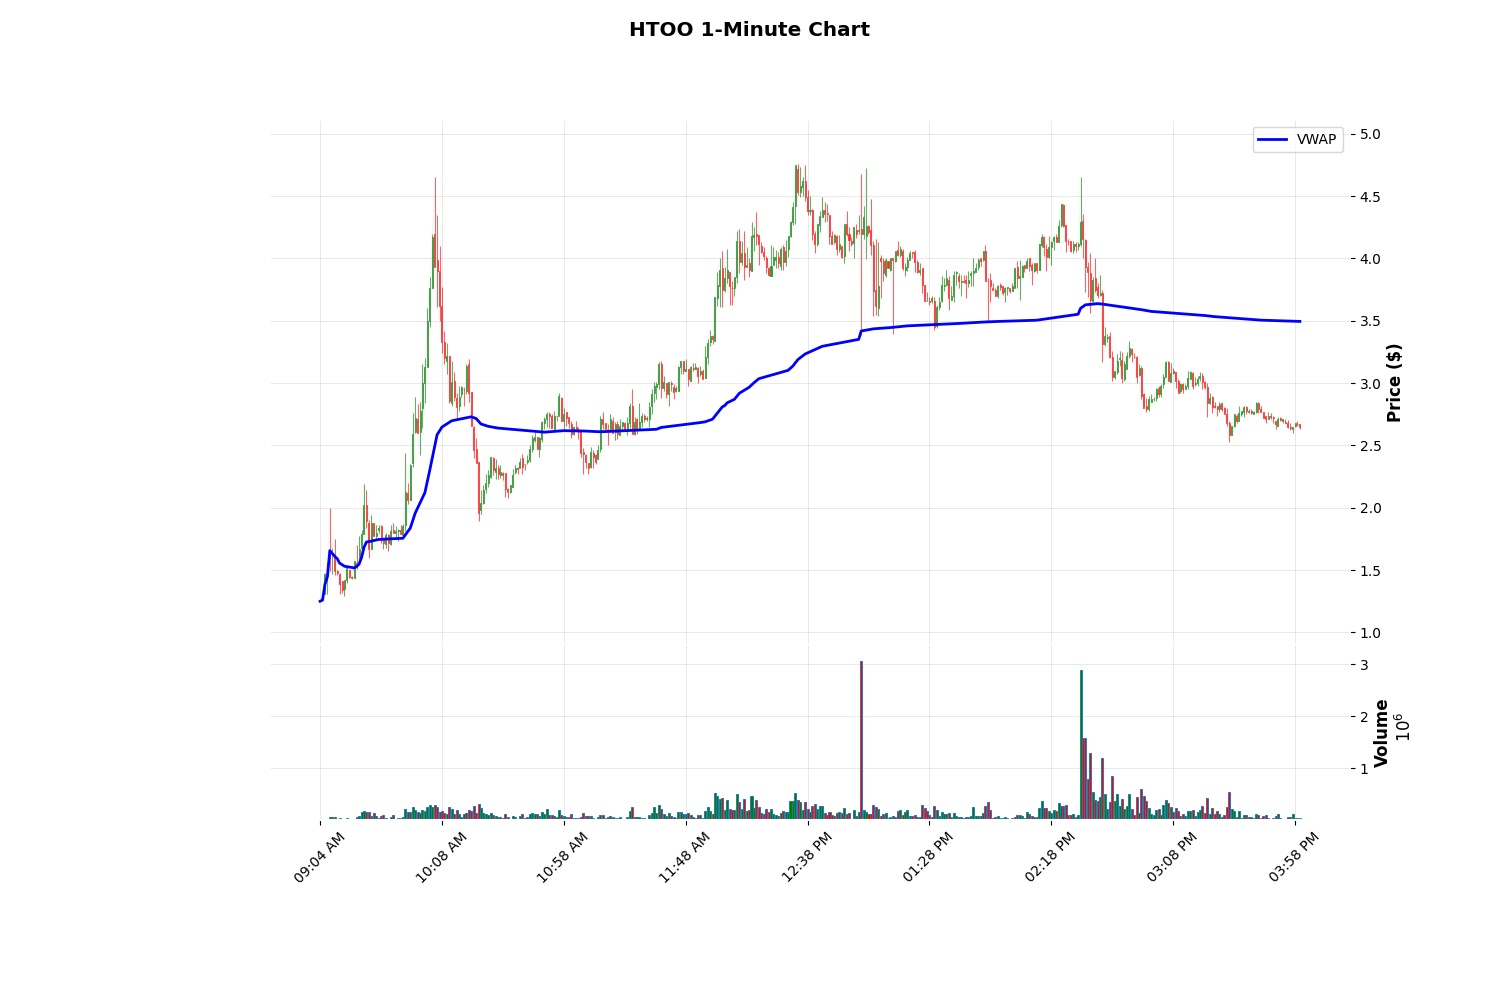 HTOO 1-Minute Chart
VWAP
5.0
4.5
4.0
3.5
3.0
2.5
2.0
1.5
1.0
Price ($)
3
2
1
Volume
10⁶
09:04 AM
10:08 AM
10:58 AM
11:48 AM
12:38 PM
01:28 PM
02:18 PM
03:08 PM
03:58 PM